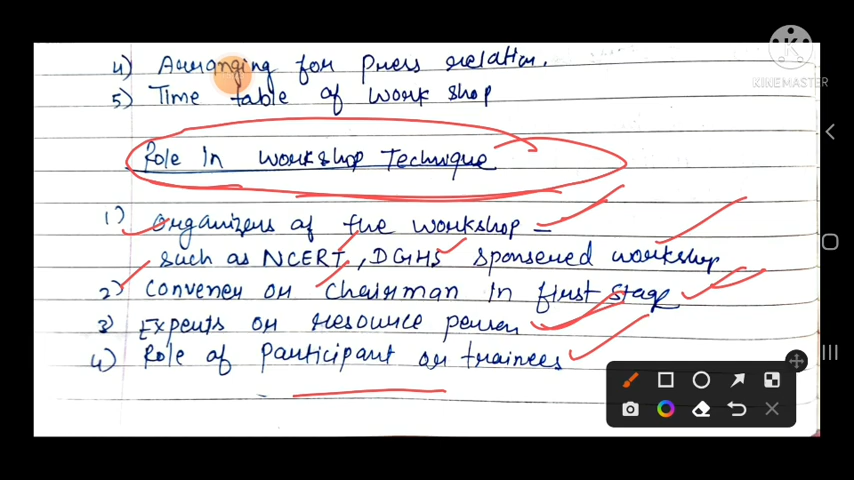 KINEMASTER
4) Arranging for press relation.
5) Time table of work shop
Role in workshop Technique
1) Organizers of the workshop =
such as NCERT, DGHS sponsered workshop
2) Convener or Chairman in first stage
3) Experts or resource person
4) Role of participant or trainees